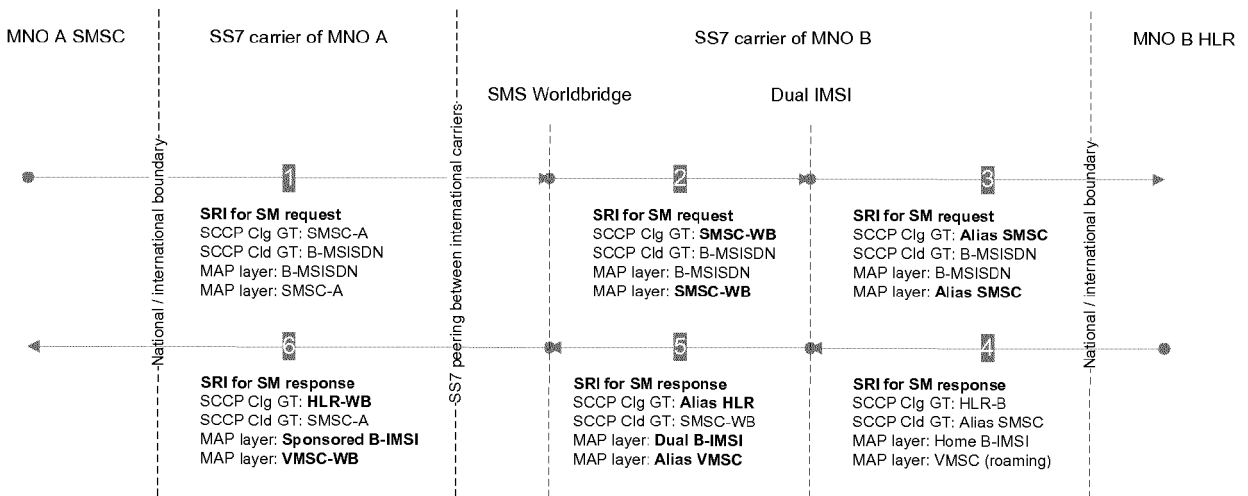 MNO A SMSC
SS7 carrier of MNO A
SS7 carrier of MNO B
MNO B HLR
SMS Worldbridge
Dual IMSI
National / international boundary
SS7 peering between international carriers
National / international boundary
1
2
3
SRI for SM request
SCCP Clg GT: SMSC-A
SCCP Cld GT: B-MSISDN
MAP layer: B-MSISDN
MAP layer: SMSC-A
SRI for SM request
SCCP Clg GT: SMSC-WB
SCCP Cld GT: B-MSISDN
MAP layer: B-MSISDN
MAP layer: SMSC-WB
SRI for SM request
SCCP Clg GT: Alias SMSC
SCCP Cld GT: B-MSISDN
MAP layer: B-MSISDN
MAP layer: Alias SMSC
6
5
4
SRI for SM response
SCCP Clg GT: HLR-WB
SCCP Cld GT: SMSC-A
MAP layer: Sponsored B-IMSI
MAP layer: VMSC-WB
SRI for SM response
SCCP Clg GT: Alias HLR
SCCP Cld GT: SMSC-WB
MAP layer: Dual B-IMSI
MAP layer: Alias VMSC
SRI for SM response
SCCP Clg GT: HLR-B
SCCP Cld GT: Alias SMSC
MAP layer: Home B-IMSI
MAP layer: VMSC (roaming)